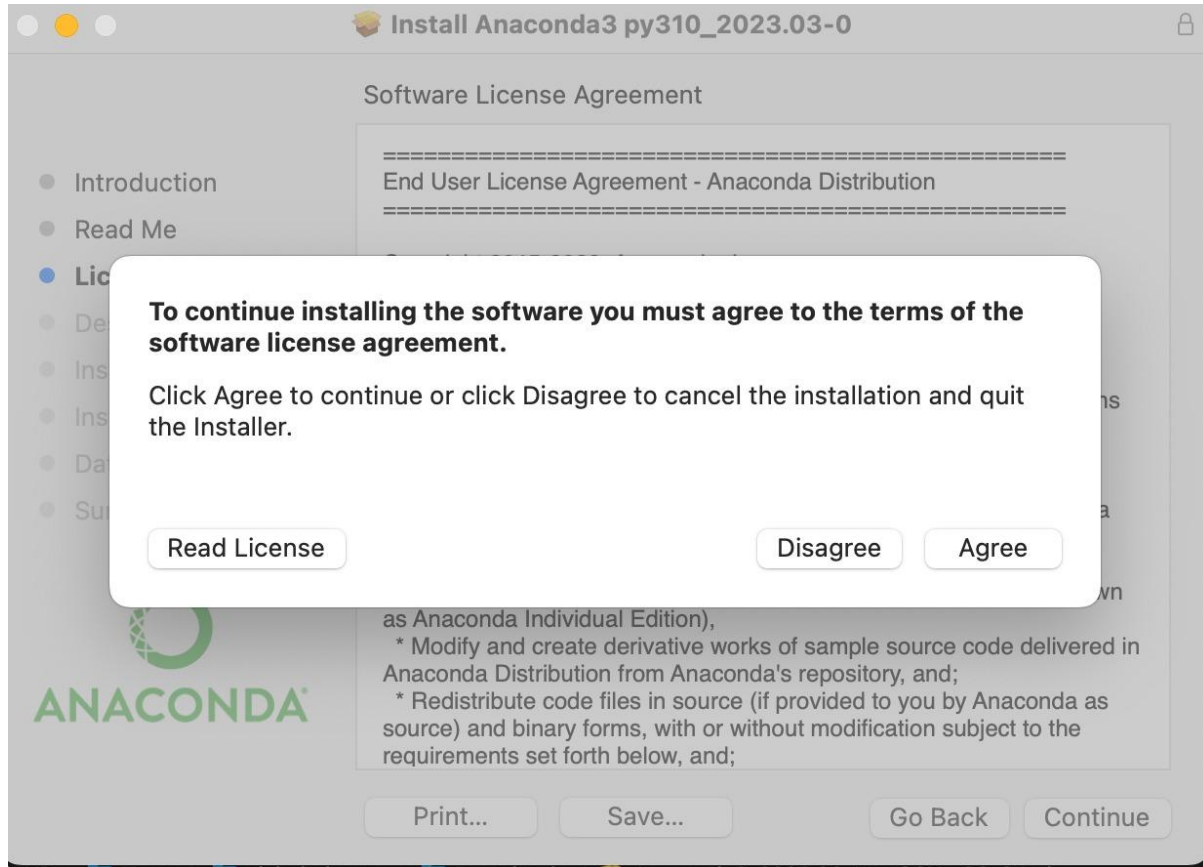 Install Anaconda3 py310_2023.03-0
Software License Agreement
Introduction
Read Me
====================================================
End User License Agreement - Anaconda Distribution
====================================================
To continue installing the software you must agree to the terms of the
software license agreement.
Click Agree to continue or click Disagree to cancel the installation and quit
the Installer.
Read License
Disagree
Agree
as Anaconda Individual Edition),
* Modify and create derivative works of sample source code delivered in
Anaconda Distribution from Anaconda's repository, and;
* Redistribute code files in source (if provided to you by Anaconda as
source) and binary forms, with or without modification subject to the
requirements set forth below, and;
ANACONDA
Print...
Save...
Go Back
Continue